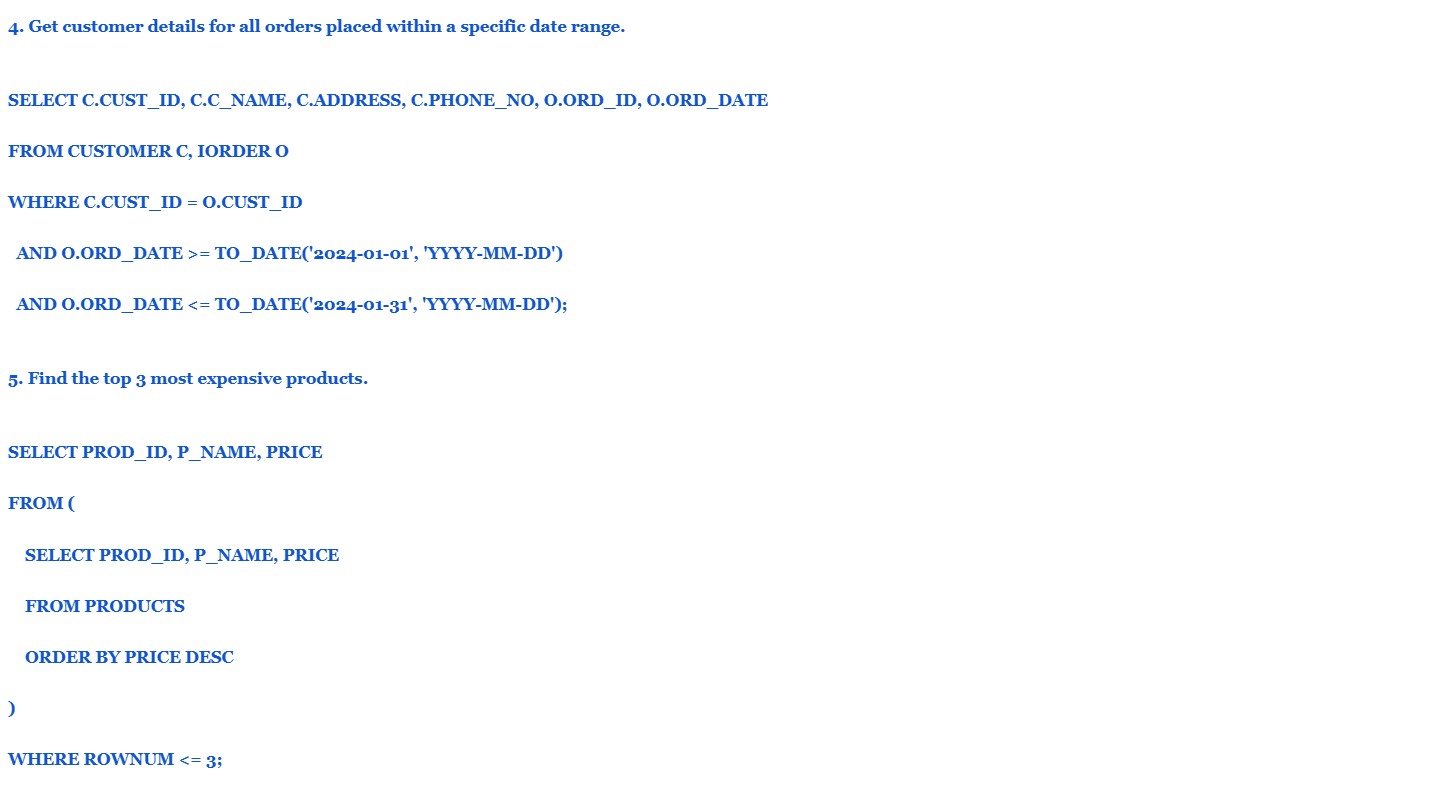 4. Get customer details for all orders placed within a specific date range.
SELECT C.CUST_ID, C.C_NAME, C.ADDRESS, C.PHONE_NO, O.ORD_ID, O.ORD_DATE
FROM CUSTOMER C, IORDER O
WHERE C.CUST_ID = O.CUST_ID
AND O.ORD_DATE >= TO_DATE('2024-01-01', 'YYYY-MM-DD')
AND O.ORD_DATE <= TO_DATE('2024-01-31', 'YYYY-MM-DD');
5. Find the top 3 most expensive products.
SELECT PROD_ID, P_NAME, PRICE
FROM (
SELECT PROD_ID, P_NAME, PRICE
FROM PRODUCTS
ORDER BY PRICE DESC
)
WHERE ROWNUM <= 3;